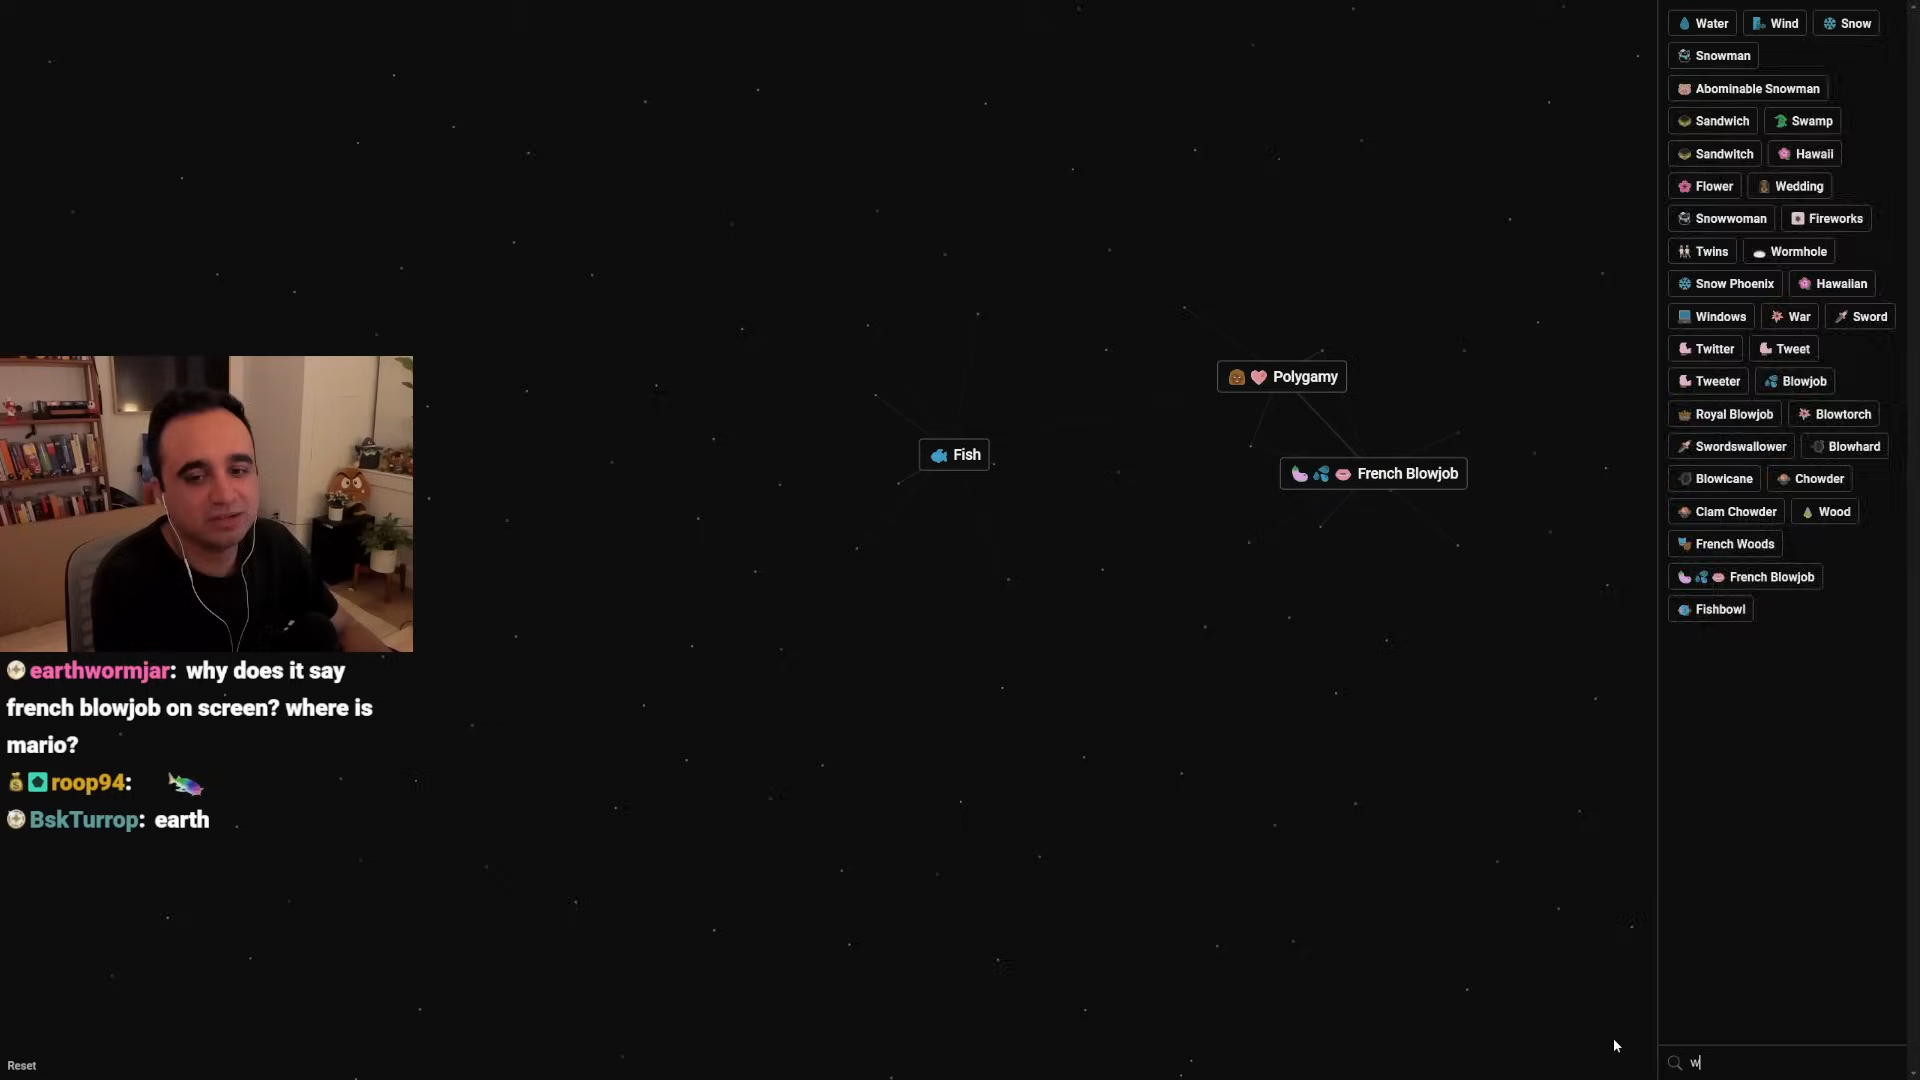 Water Wind Snow
Snowman
Abominable Snowman
Sandwich Swamp
Sandwitch Hawaii
Flower Wedding
Snowwoman Fireworks
Twins Wormhole
Snow Phoenix Hawaiian
Windows War Sword
Twitter Tweet
Tweeter Blowjob
Royal Blowjob Blowtorch
Swordswallower Blowhard
Blowicane Chowder
Clam Chowder Wood
French Woods
French Blowjob
Fishbowl
Polygamy
Fish
French Blowjob
earthwormjar: why does it say
french blowjob on screen? where is
mario?
roop94:
BskTurrop: earth
Reset
w